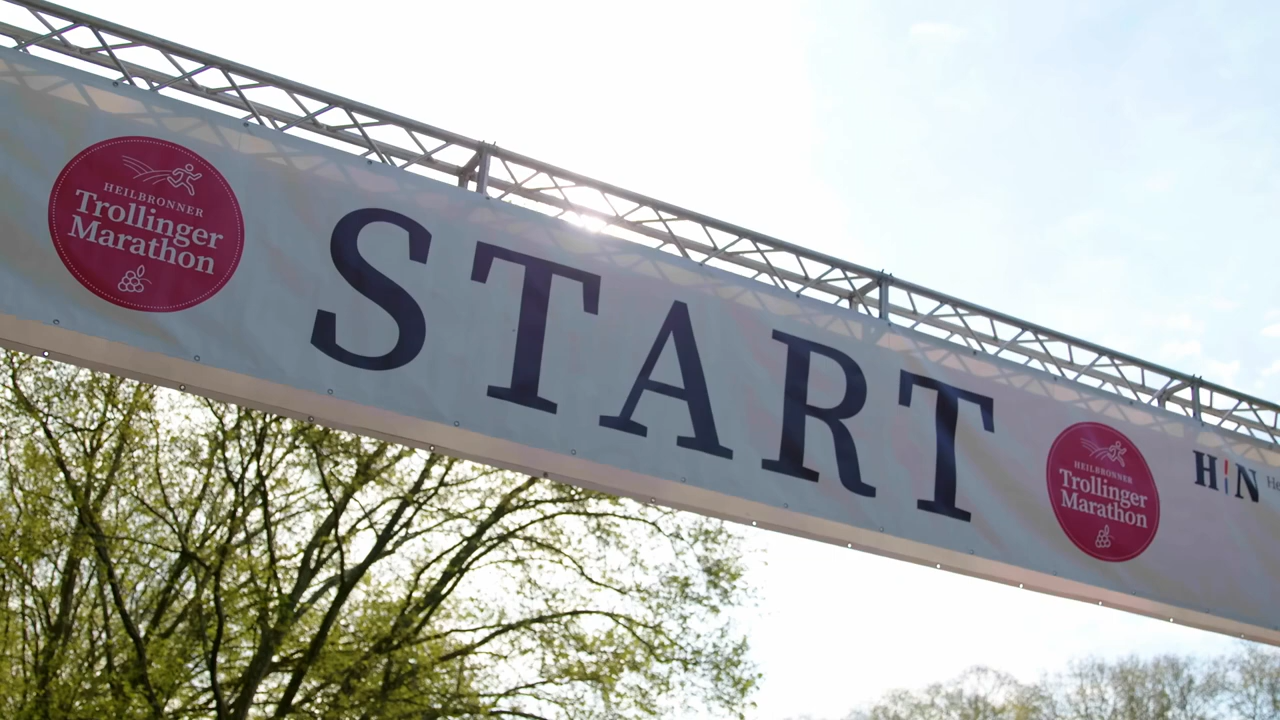 HEILBRONNER
Trollinger
Marathon
START
HEILBRONNER
Trollinger
Marathon
H|N